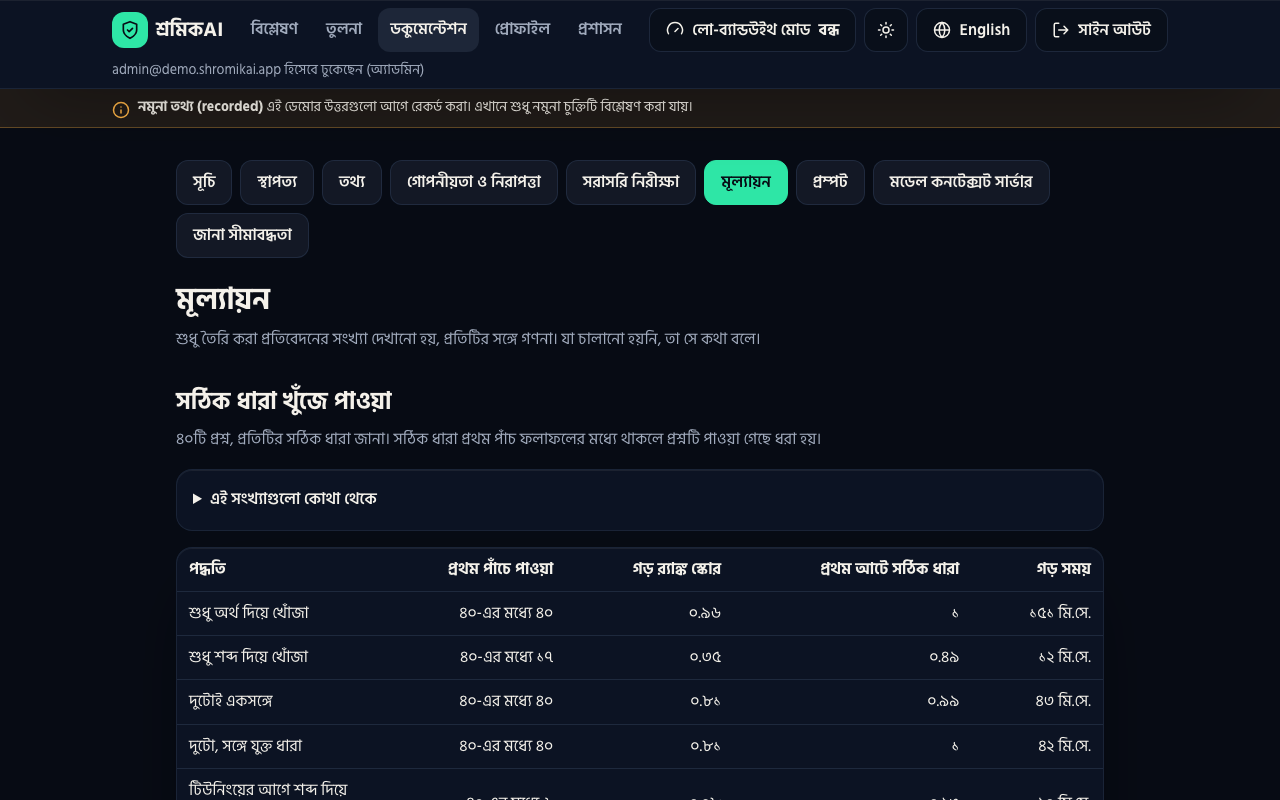 শ্রমিকAI
বিশ্লেষণ
তুলনা
ডকুমেন্টেশন
প্রোফাইল
প্রশাসন
লো-ব্যান্ডউইথ মোড বন্ধ
English
সাইন আউট
admin@demo.shromikai.app হিসেবে ঢুকেছেন (অ্যাডমিন)
নমুনা তথ্য (recorded) এই ডেমোর উত্তরগুলো আগে রেকর্ড করা। এখানে শুধু নমুনা চুক্তিটি বিশ্লেষণ করা যায়।
সূচি
স্থাপত্য
তথ্য
গোপনীয়তা ও নিরাপত্তা
সরাসরি নিরীক্ষা
মূল্যায়ন
প্রম্পট
মডেল কনটেক্সট সার্ভার
জানা সীমাবদ্ধতা
মূল্যায়ন
শুধু তৈরি করা প্রতিবেদনের সংখ্যা দেখানো হয়, প্রতিটির সঙ্গে গণনা। যা চালানো হয়নি, তা সে কথা বলে।
সঠিক ধারা খুঁজে পাওয়া
৪০টি প্রশ্ন, প্রতিটির সঠিক ধারা জানা। সঠিক ধারা প্রথম পাঁচ ফলাফলের মধ্যে থাকলে প্রশ্নটি পাওয়া গেছে ধরা হয়।
এই সংখ্যাগুলো কোথা থেকে
পদ্ধতি প্রথম পাঁচে পাওয়া গড় র‍্যাঙ্ক স্কোর প্রথম আটে সঠিক ধারা গড় সময়
শুধু অর্থ দিয়ে খোঁজা ৪০-এর মধ্যে ৪০ ০.৯৬ ১ ১৫১ মি.সে.
শুধু শব্দ দিয়ে খোঁজা ৪০-এর মধ্যে ১৭ ০.৩৫ ০.৪৯ ১২ মি.সে.
দুটোই একসঙ্গে ৪০-এর মধ্যে ৪০ ০.৮১ ০.৯৯ ৪৩ মি.সে.
দুটো, সঙ্গে যুক্ত ধারা ৪০-এর মধ্যে ৪০ ০.৮১ ১ ৪২ মি.সে.
টিউনিংয়ের আগে শব্দ দিয়ে